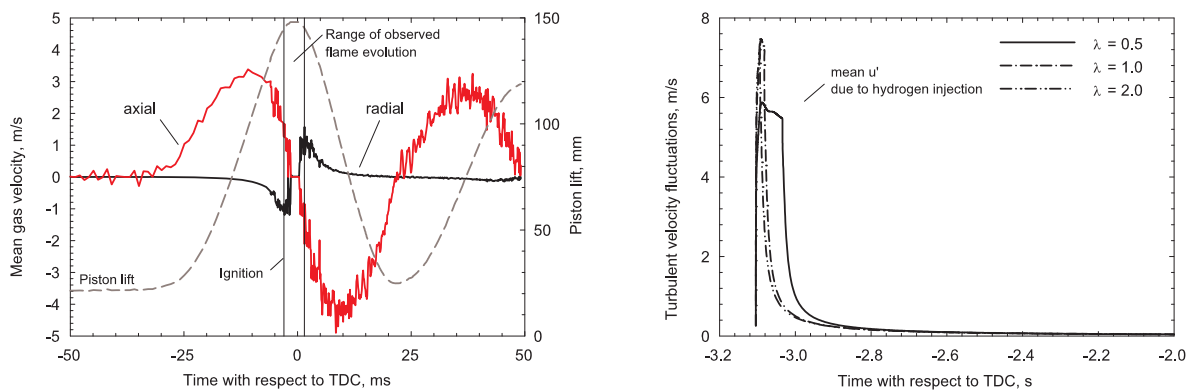 5
4
3
2
1
0
-1
-2
-3
-4
-5
Mean gas velocity, m/s
-50
-25
0
25
50
Time with respect to TDC, ms
150
100
50
0
Piston lift, mm
Range of observed
flame evolution
axial
radial
Ignition
Piston lift
8
6
4
2
0
Turbulent velocity fluctuations, m/s
-3.2
-3.0
-2.8
-2.6
-2.4
-2.2
-2.0
Time with respect to TDC, s
mean u'
due to hydrogen injection
λ = 0.5
λ = 1.0
λ = 2.0